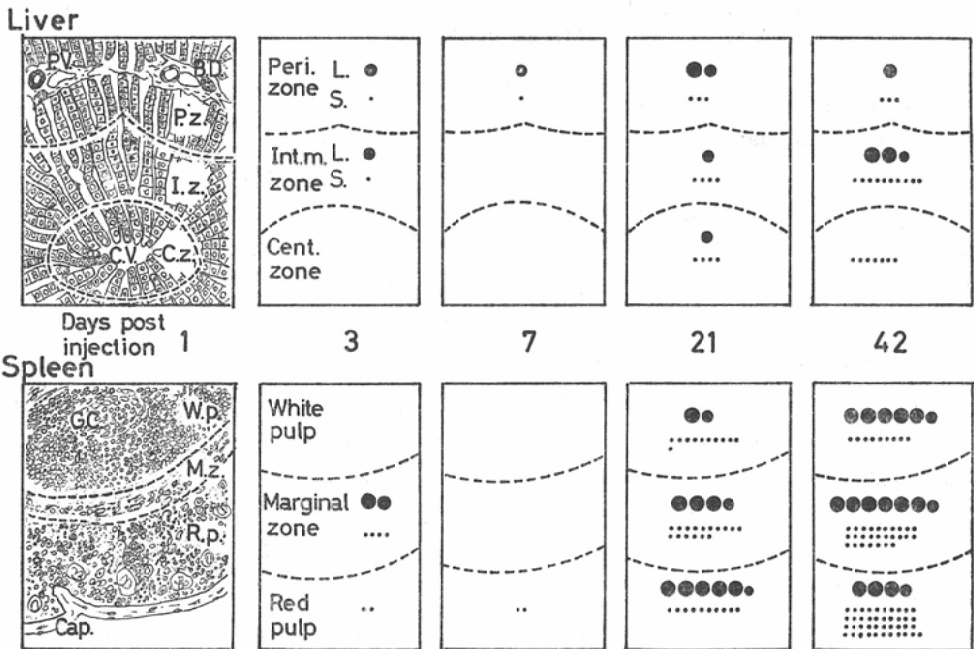 Liver
P.V. B.D.
P.z.
I.z.
C.V. C.z.
Peri. L.
zone S.
Int.m. L.
zone S.
Cent.
zone
Days post
injection 1 3 7 21 42
Spleen
G.C. W.p.
M.z.
R.p.
Cap.
White
pulp
Marginal
zone
Red
pulp